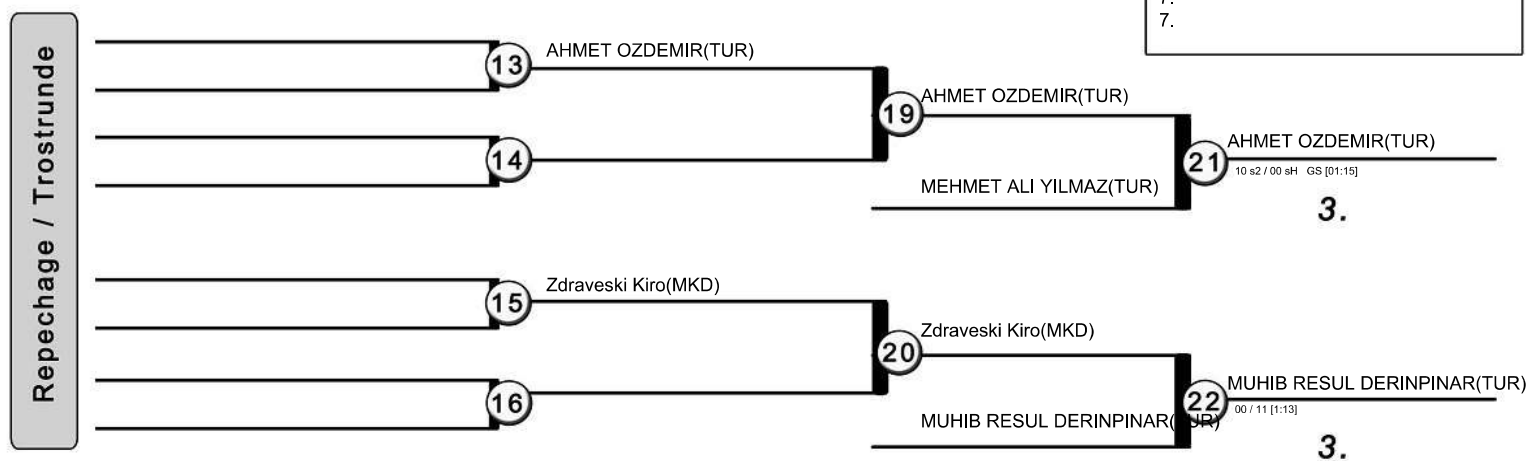 7.
7.
Repechage / Trostrunde
13
AHMET OZDEMIR(TUR)
14
19
AHMET OZDEMIR(TUR)
MEHMET ALI YILMAZ(TUR)
21
AHMET OZDEMIR(TUR)
10 s2 / 00 sH GS [01:15]
3.
15
Zdraveski Kiro(MKD)
16
20
Zdraveski Kiro(MKD)
MUHIB RESUL DERINPINAR(TUR)
22
MUHIB RESUL DERINPINAR(TUR)
00 / 11 [1:13]
3.